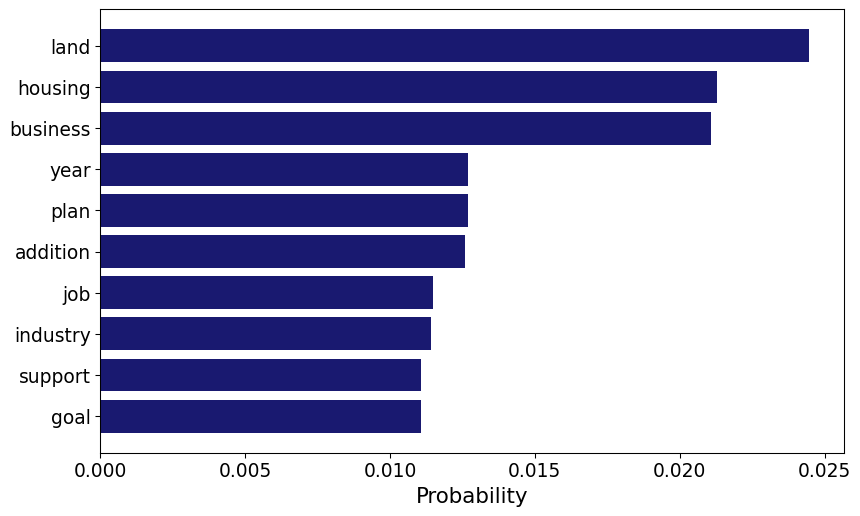 land
housing
business
year
plan
addition
job
industry
support
goal
0.000 0.005 0.010 0.015 0.020 0.025
Probability